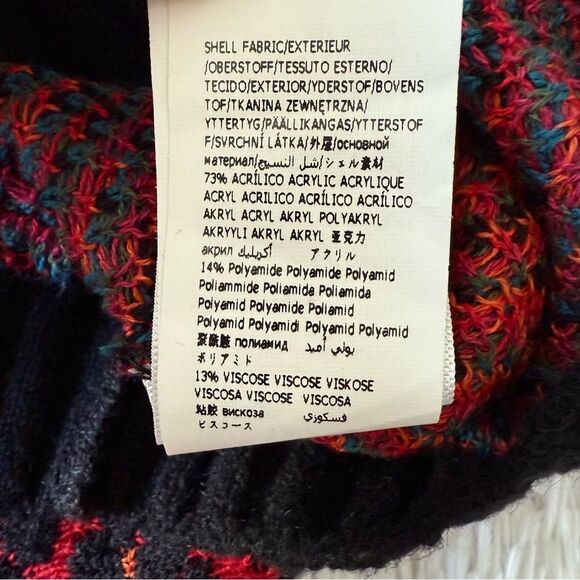 SHELL FABRIC/EXTERIEUR
/OBERSTOFF/TESSUTO ESTERNO/
TECIDO/EXTERIOR/YDERSTOF/BOVENS
TOF/TKANINA ZEWNĘTRZNA/
YTTERTYG/PÄÄLLIKANGAS/YTTERSTOF
F/SVRCHNÍ LÁTKA/外层/основной
материал/شل النسيج/シェル素材
73% ACRÍLICO ACRYLIC ACRYLIQUE
ACRYL ACRILICO ACRÍLICO ACRÍLICO
AKRYL ACRYL AKRYL POLYAKRYL
AKRYYLI AKRYL AKRYL 亚克力
акрил أكريليك アクリル
14% Polyamide Polyamide Polyamid
Poliammide Poliamida Poliamida
Polyamid Polyamide Poliamid
Polyamid Polyamidi Polyamid Polyamid
聚酰胺 полиамид بولي أميد
ポリアミド
13% VISCOSE VISCOSE VISKOSE
VISCOSA VISCOSE VISCOSA
粘胶 вискоза فسكوزي
ビスコース